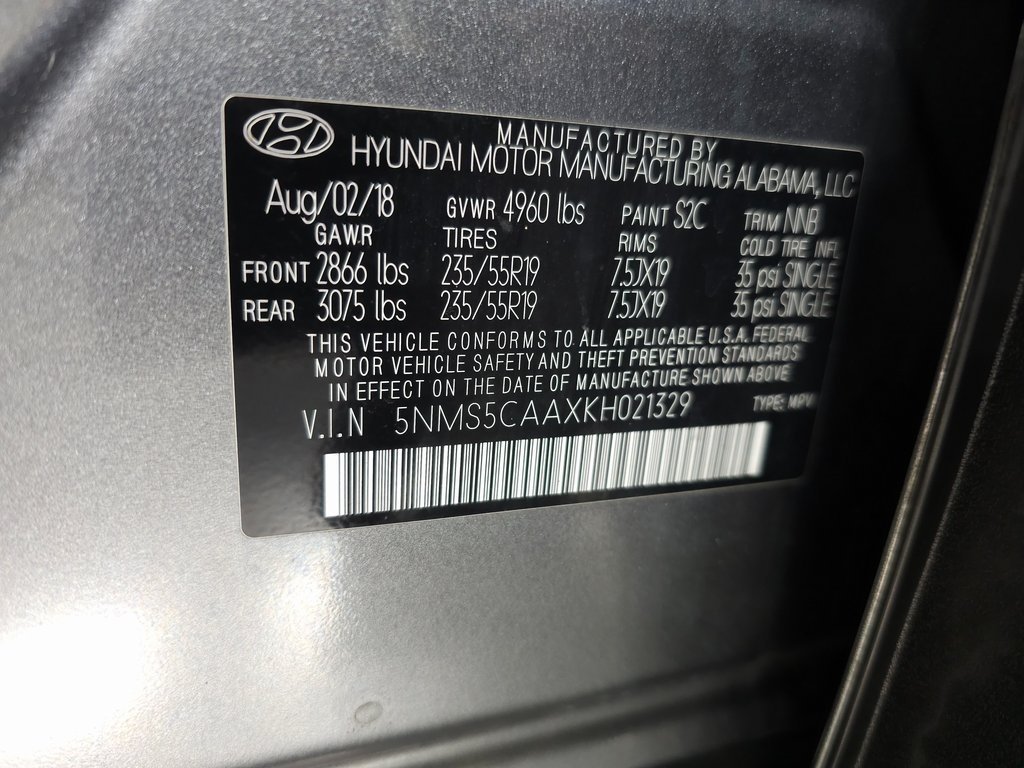 MANUFACTURED BY
HYUNDAI MOTOR MANUFACTURING ALABAMA, LLC
Aug/02/18 GVWR 4960 lbs PAINT S2C TRIM NNB
GAWR TIRES RIMS COLD TIRE INFL
FRONT 2866 lbs 235/55R19 7.5JX19 35 psi SINGLE
REAR 3075 lbs 235/55R19 7.5JX19 35 psi SINGLE
THIS VEHICLE CONFORMS TO ALL APPLICABLE U.S.A. FEDERAL
MOTOR VEHICLE SAFETY AND THEFT PREVENTION STANDARDS
IN EFFECT ON THE DATE OF MANUFACTURE SHOWN ABOVE
V.I.N 5NMS5CAAXKH021329 TYPE: MPV